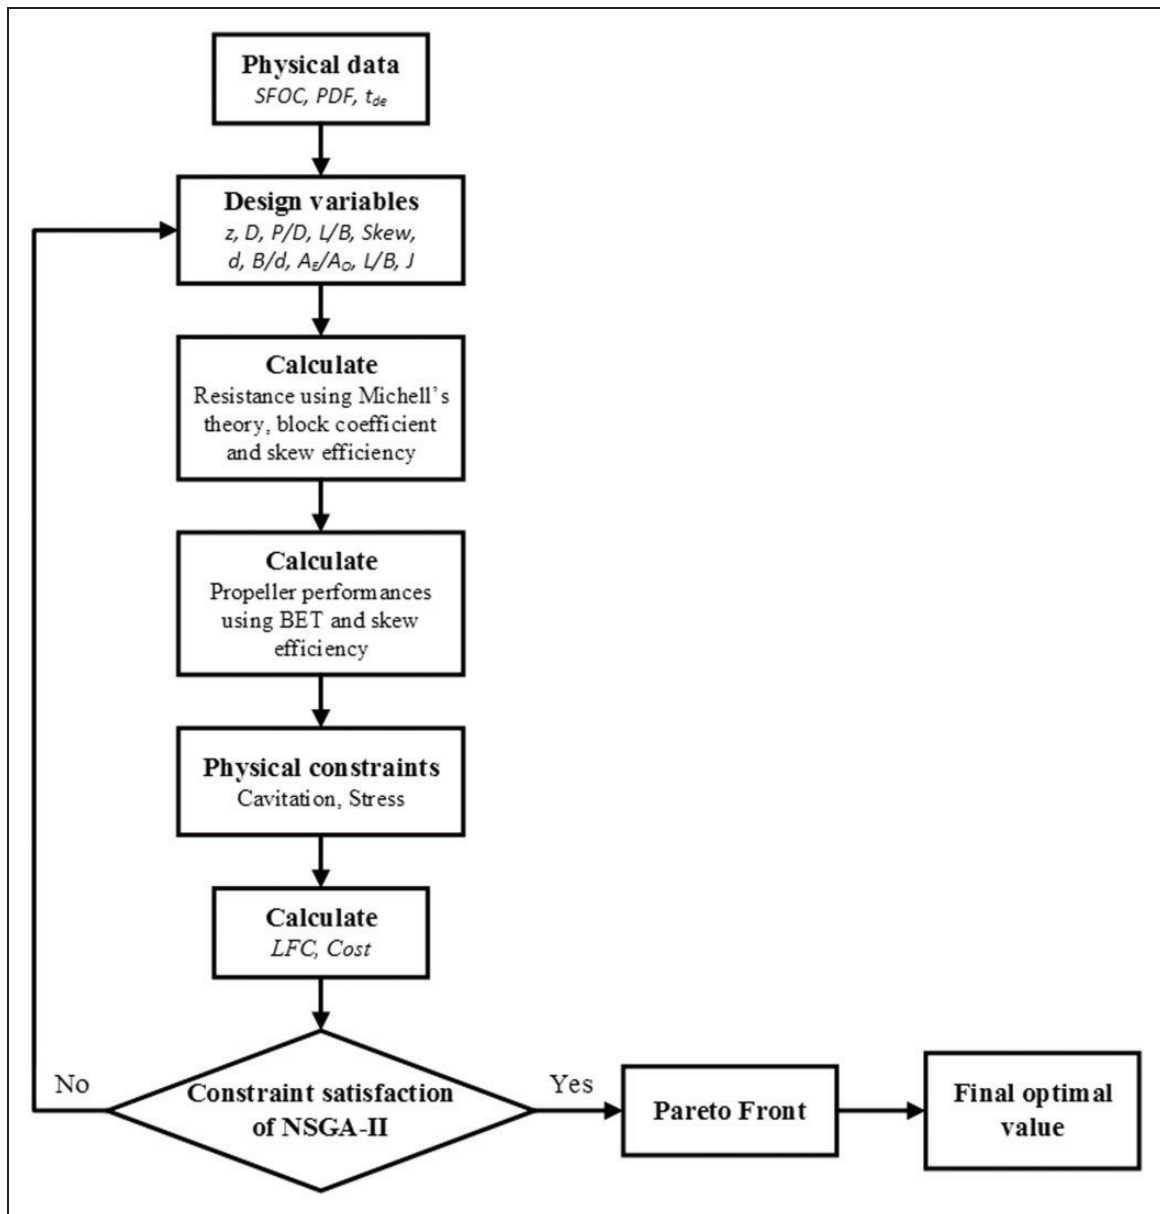 Physical data
SFOC, PDF, t_de
Design variables
z, D, P/D, L/B, Skew,
d, B/d, A_E/A_O, L/B, J
Calculate
Resistance using Michell’s
theory, block coefficient
and skew efficiency
Calculate
Propeller performances
using BET and skew
efficiency
Physical constraints
Cavitation, Stress
Calculate
LFC, Cost
No
Constraint satisfaction
of NSGA-II
Yes
Pareto Front
Final optimal
value